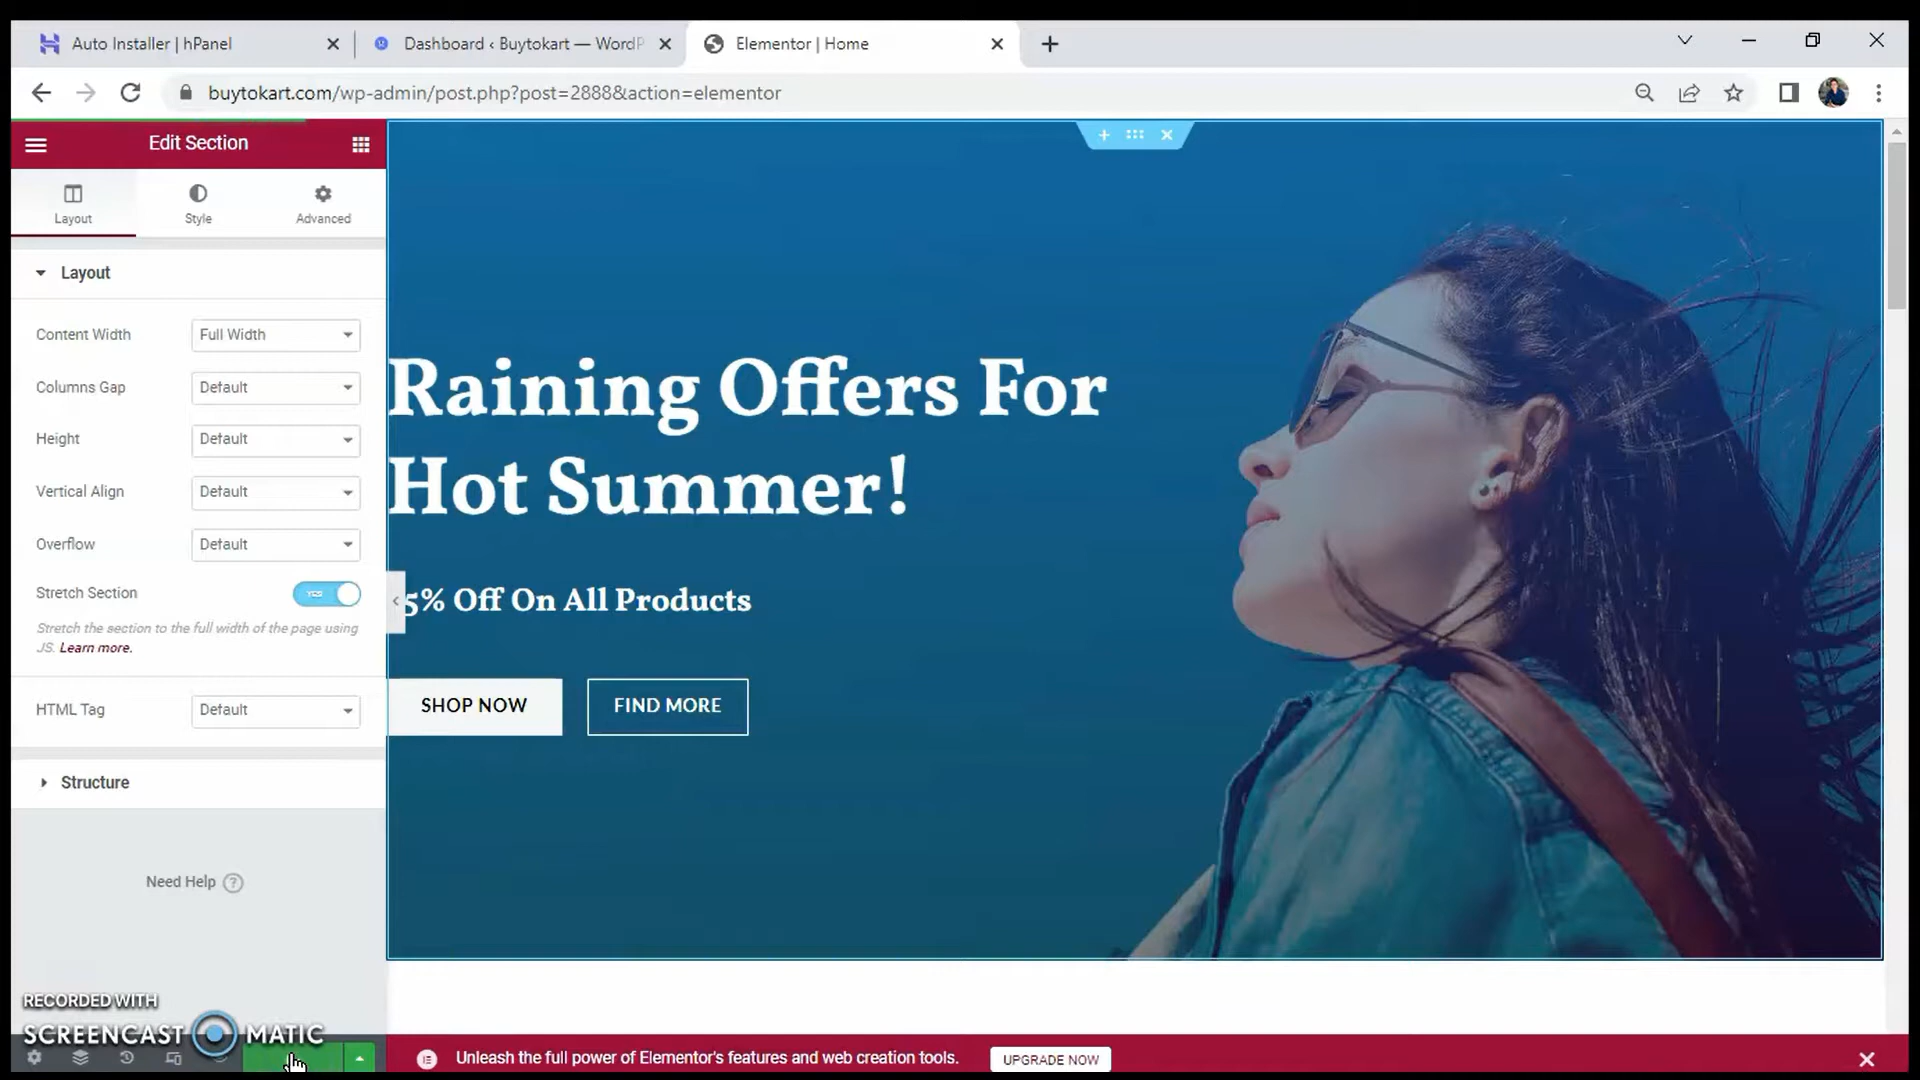 Auto Installer | hPanel
Dashboard ‹ Buytokart — WordP
Elementor | Home
buytokart.com/wp-admin/post.php?post=2888&action=elementor
Edit Section
Layout
Style
Advanced
Layout
Content Width
Full Width
Columns Gap
Default
Height
Default
Vertical Align
Default
Overflow
Default
Stretch Section
YES
Stretch the section to the full width of the page using
JS. Learn more.
HTML Tag
Default
Structure
Need Help ?
Raining Offers For
Hot Summer!
5% Off On All Products
SHOP NOW
FIND MORE
RECORDED WITH
SCREENCAST MATIC
Unleash the full power of Elementor's features and web creation tools.
UPGRADE NOW